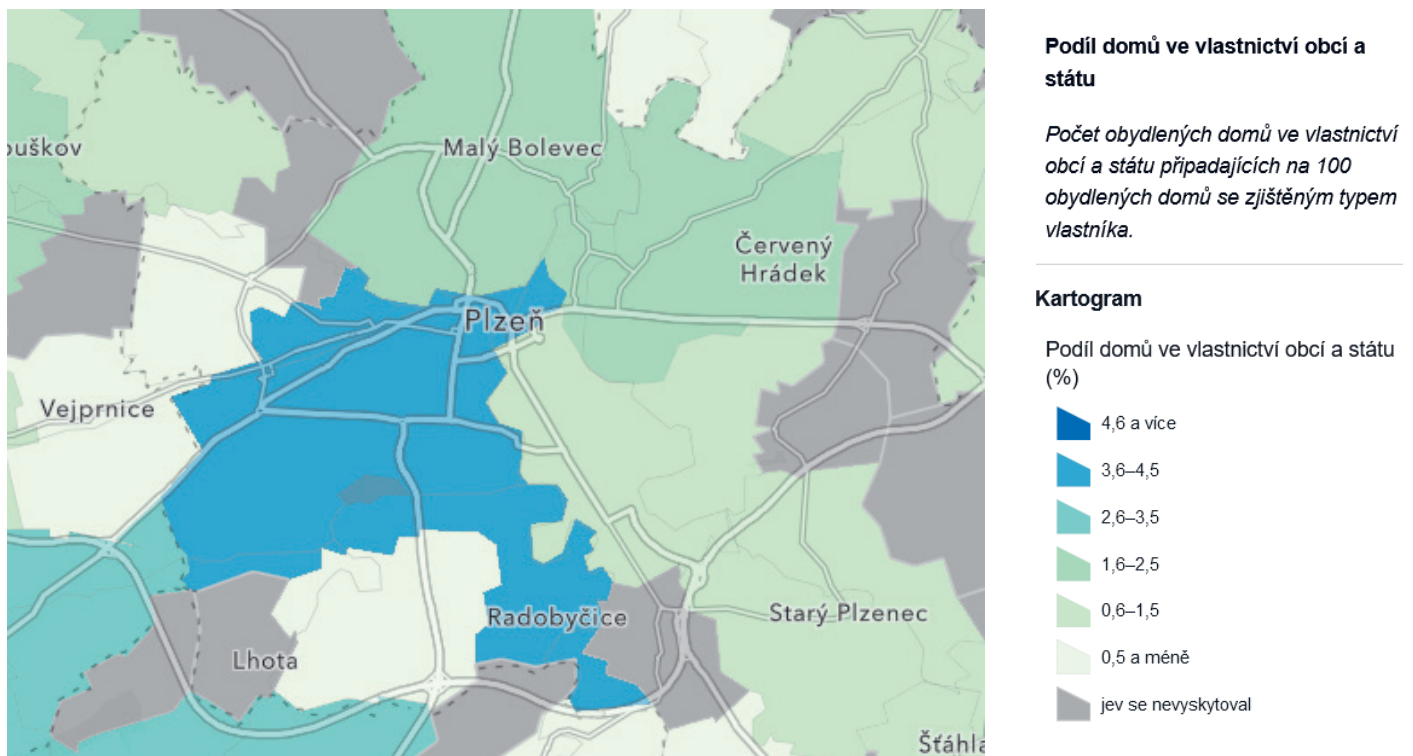 ouškov
Malý Bolevec
Červený
Hrádek
Plzeň
Vejprnice
Radobyčice
Starý Plzenec
Lhota
Šťáhla
Podíl domů ve vlastnictví obcí a
státu
Počet obydlených domů ve vlastnictví
obcí a státu připadajících na 100
obydlených domů se zjištěným typem
vlastníka.
Kartogram
Podíl domů ve vlastnictví obcí a státu
(%)
4,6 a více
3,6–4,5
2,6–3,5
1,6–2,5
0,6–1,5
0,5 a méně
jev se nevyskytoval